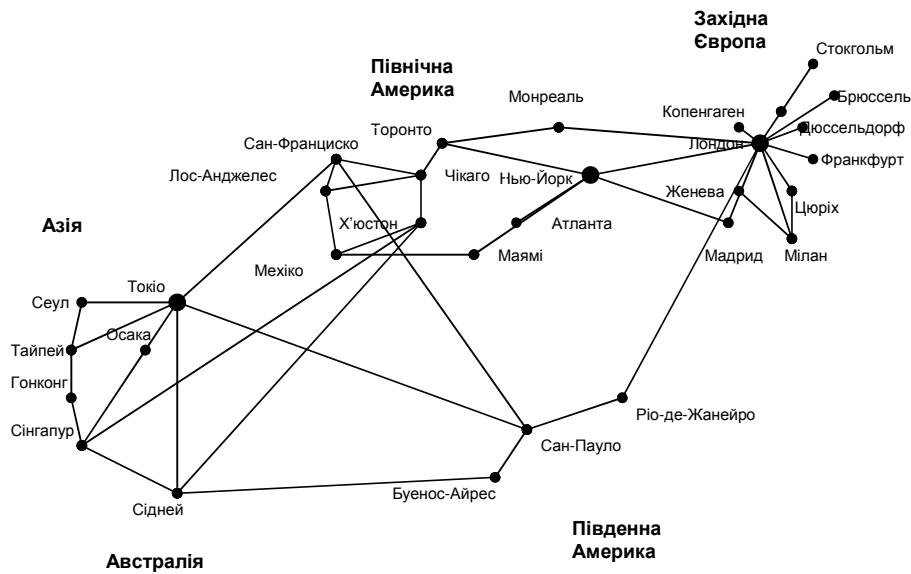 Західна
Європа
Стокгольм
Північна
Америка
Монреаль
Копенгаген
Брюссель
Торонто
Дюссельдорф
Сан-Франциско
Лондон
Франкфурт
Лос-Анджелес
Чікаго
Нью-Йорк
Женева
Цюріх
Азія
Х'юстон
Атланта
Маямі
Мадрид
Мілан
Мехіко
Токіо
Сеул
Осака
Тайпей
Гонконг
Ріо-де-Жанейро
Сінгапур
Сан-Пауло
Буенос-Айрес
Сідней
Південна
Америка
Австралія